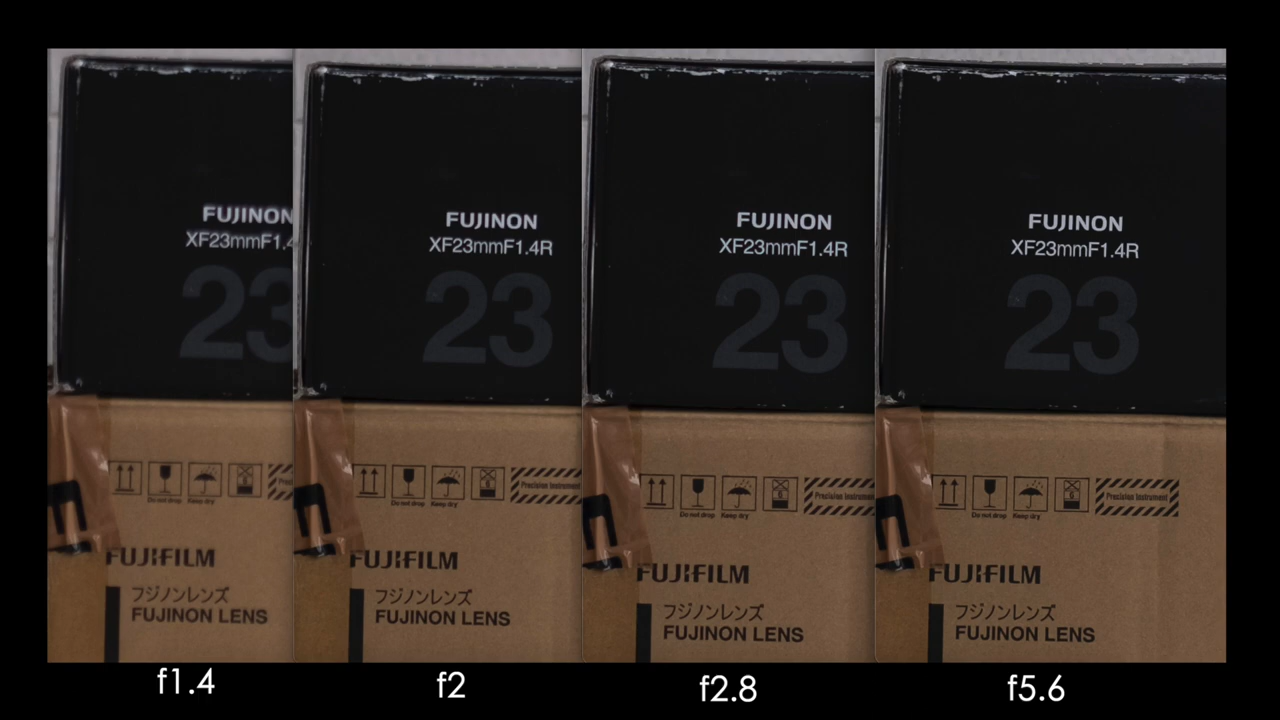 FUJINON
XF23mmF1.4
23
Do not drop
Keep dry
FUJIFILM
フジノンレンズ
FUJINON LENS
f1.4
FUJINON
XF23mmF1.4R
23
Do not drop
Keep dry
6
Precision Instrument
FUJIFILM
フジノンレンズ
FUJINON LENS
f2
FUJINON
XF23mmF1.4R
23
Do not drop
Keep dry
6
Precision Instrument
FUJIFILM
フジノンレンズ
FUJINON LENS
f2.8
FUJINON
XF23mmF1.4R
23
Do not drop
Keep dry
6
Precision Instrument
FUJIFILM
フジノンレンズ
FUJINON LENS
f5.6